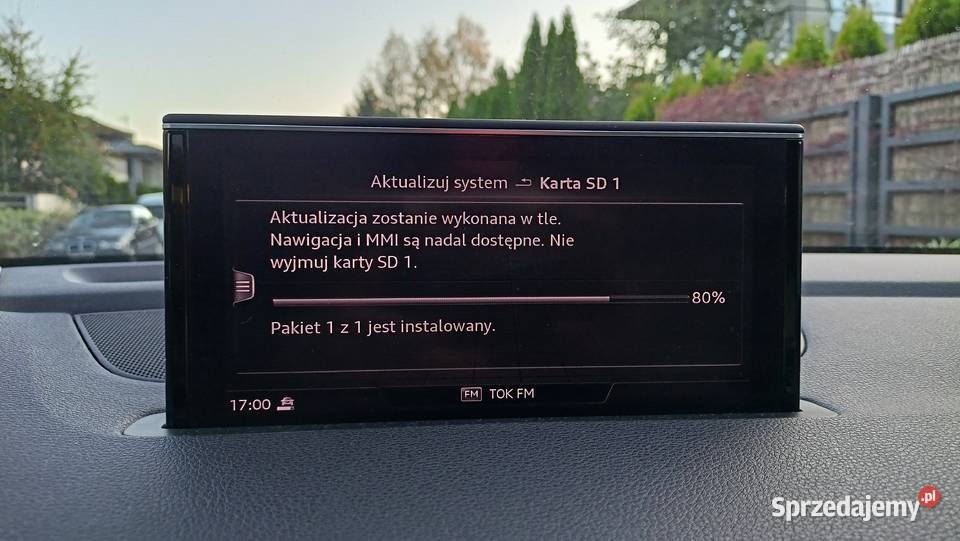 Aktualizuj system Karta SD 1
Aktualizacja zostanie wykonana w tle.
Nawigacja i MMI są nadal dostępne. Nie
wyjmuj karty SD 1.
80%
Pakiet 1 z 1 jest instalowany.
FM TOK FM
17:00
Sprzedajemy.pl